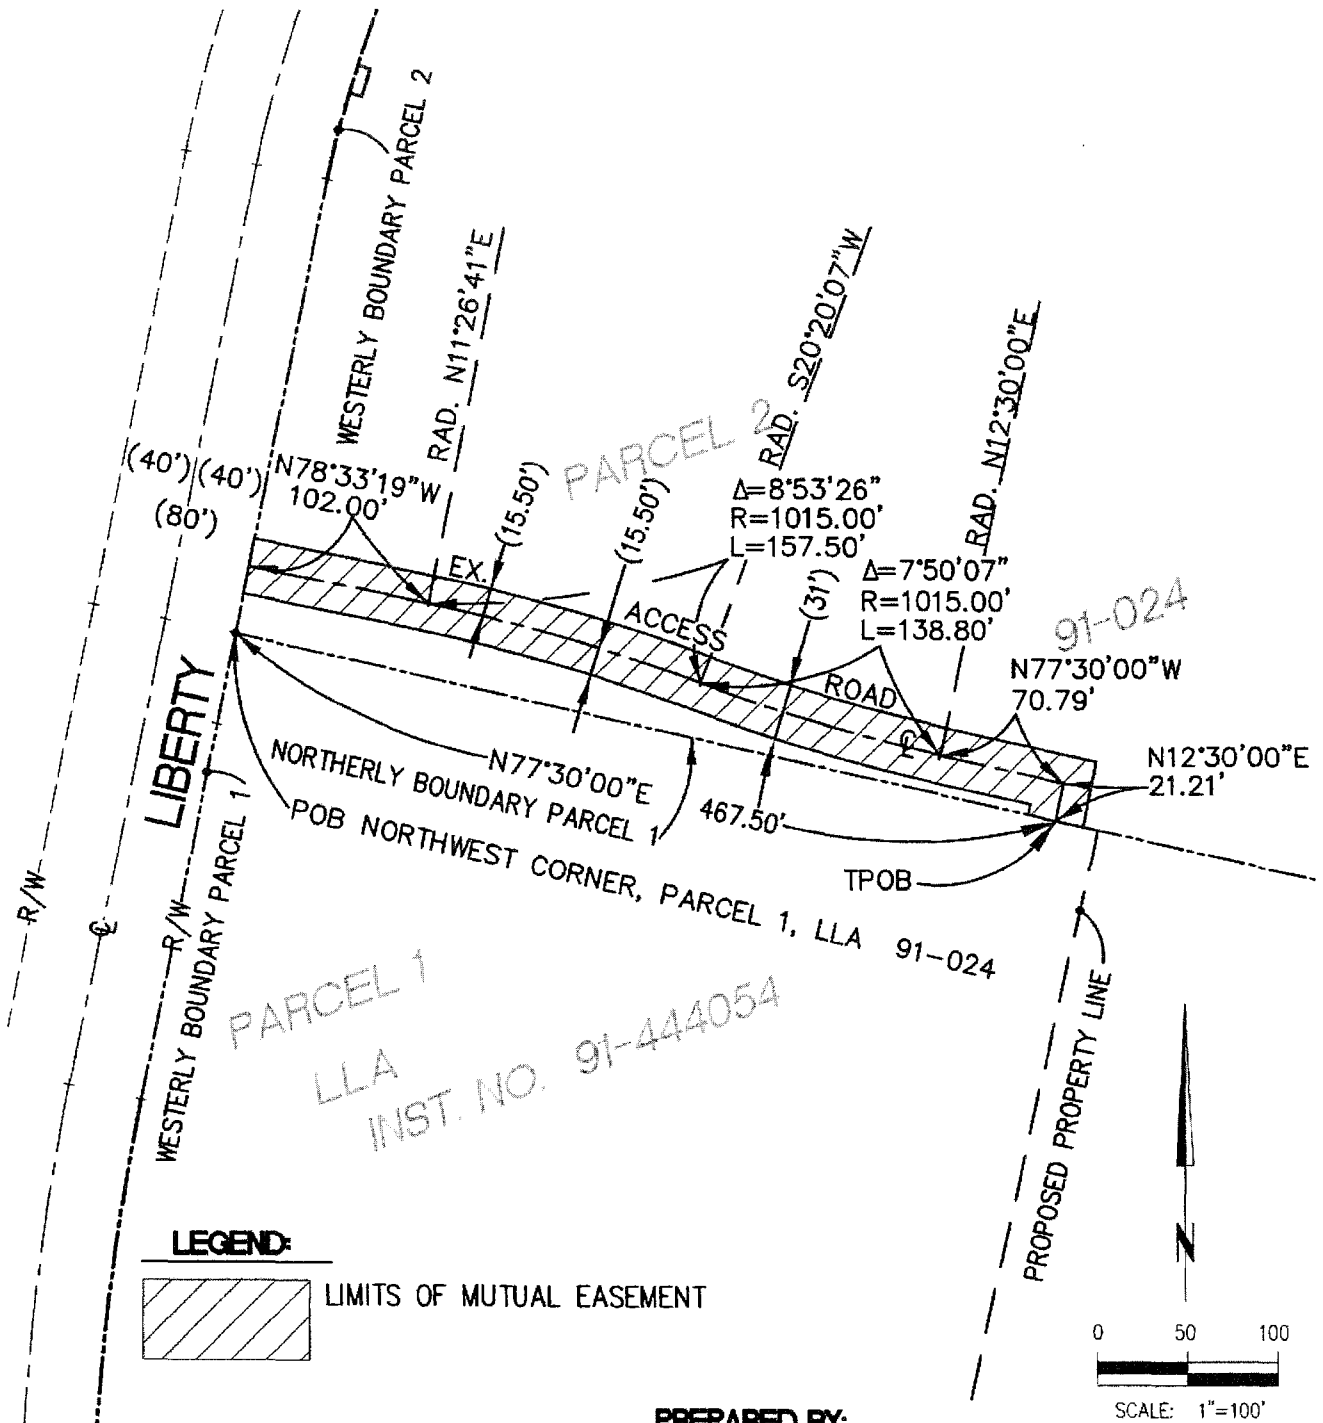 WESTERLY BOUNDARY PARCEL 2
RAD. N11°26'41"E
RAD. S20°20'07"W
RAD. N12°30'00"E
PARCEL 2
(40') (40')
(80')
N78°33'19"W
102.00'
(15.50')
(15.50')
Δ=8°53'26"
R=1015.00'
L=157.50'
(31')
Δ=7°50'07"
R=1015.00'
L=138.80'
91-024
EX.
ACCESS
ROAD
℄
N77°30'00"W
70.79'
N12°30'00"E
21.21'
LIBERTY
N77°30'00"E
NORTHERLY BOUNDARY PARCEL 1
467.50'
POB NORTHWEST CORNER, PARCEL 1, LLA 91-024
TPOB
R/W
℄
R/W
WESTERLY BOUNDARY PARCEL 1
PARCEL 1
LLA
INST. NO. 91-444054
PROPOSED PROPERTY LINE
N
LEGEND:
LIMITS OF MUTUAL EASEMENT
0 50 100
SCALE: 1"=100'
PREPARED BY: